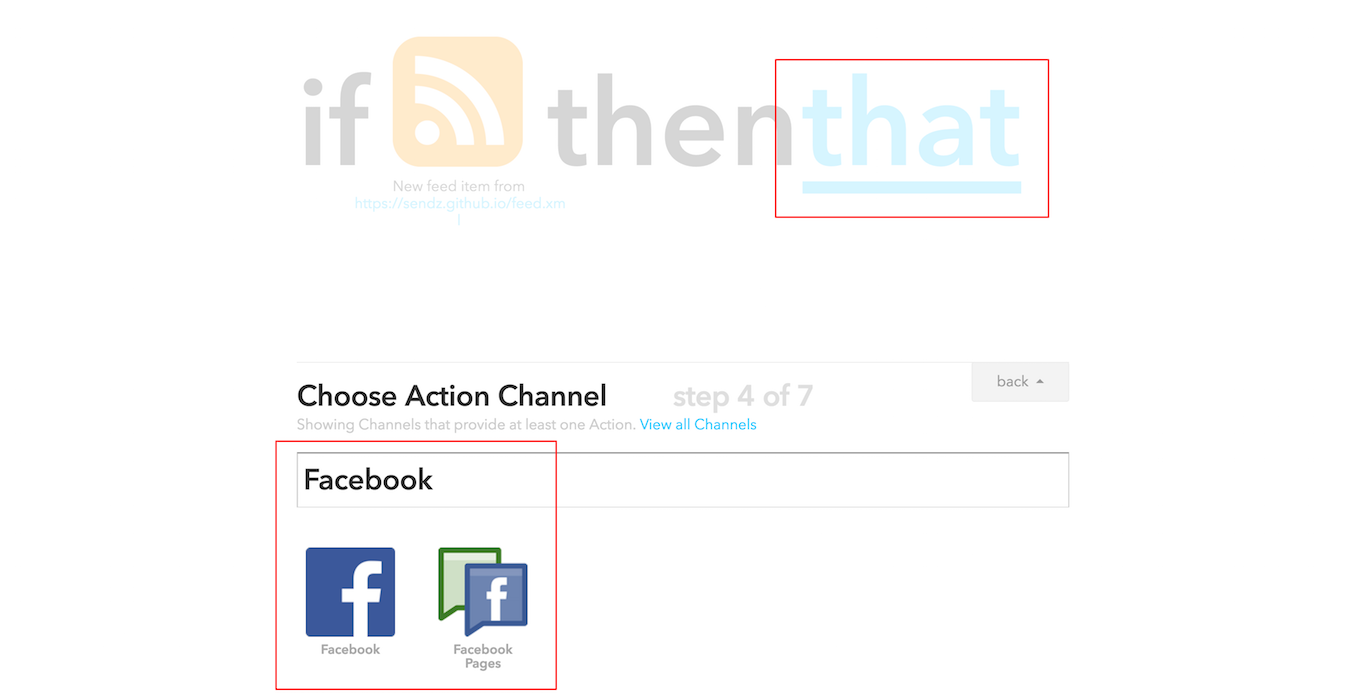 if then that
New feed item from
https://sendz.github.io/feed.xm
l
Choose Action Channel step 4 of 7 back
Showing Channels that provide at least one Action. View all Channels
Facebook
Facebook Facebook
Pages